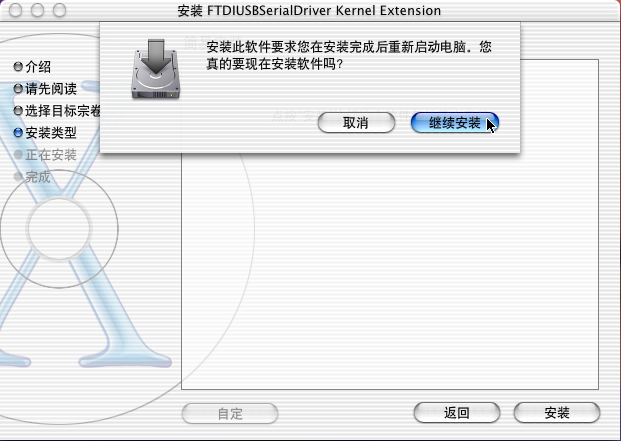 安装 FTDIUSBSerialDriver Kernel Extension
安装此软件要求您在安装完成后重新启动电脑。您
真的要现在安装软件吗?
取消
继续安装
介绍
请先阅读
选择目标宗卷
安装类型
正在安装
完成
自定
返回
安装